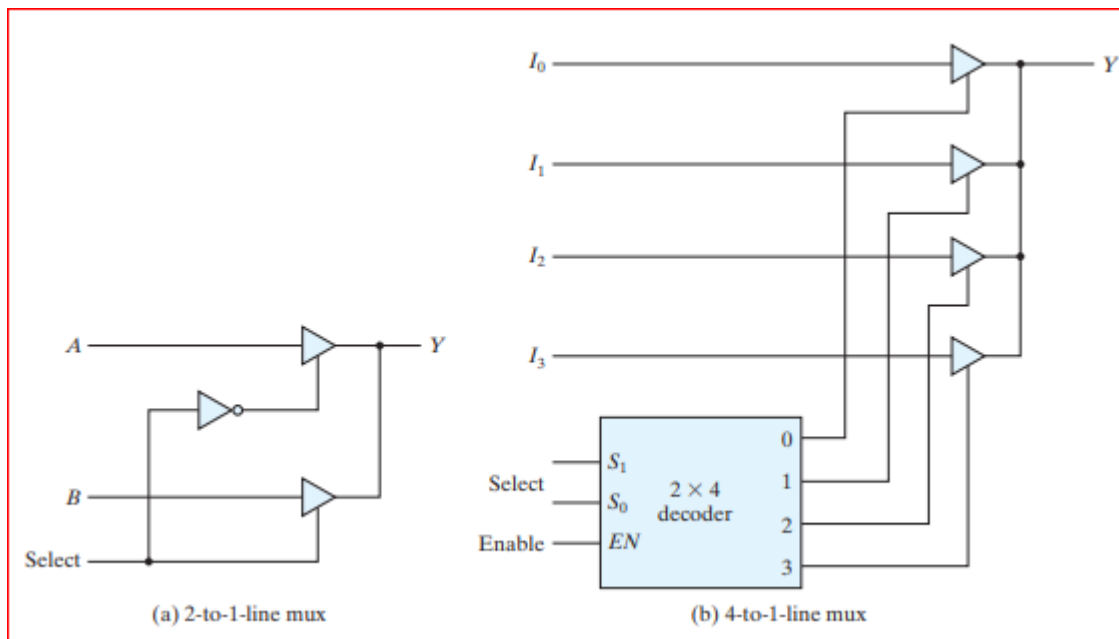 A
Y
B
Select
(a) 2-to-1-line mux
I₀
Y
I₁
I₂
I₃
Select
Enable
S₁
S₀
EN
2 × 4
decoder
0
1
2
3
(b) 4-to-1-line mux